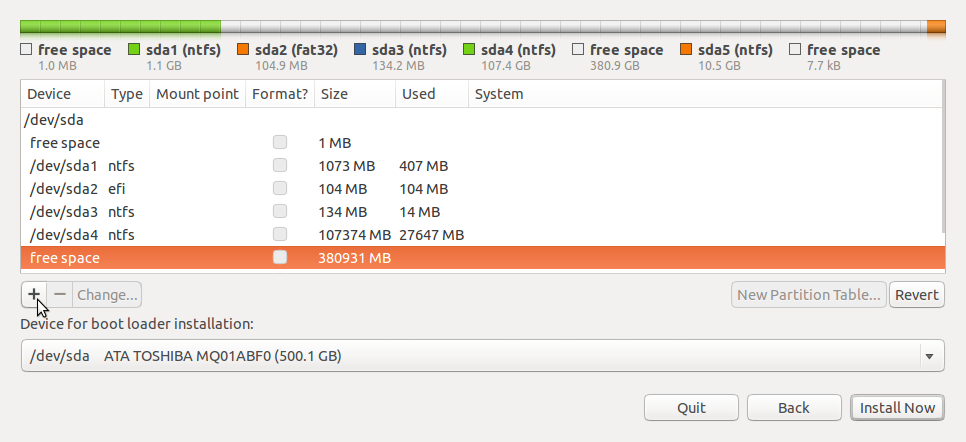 free space sda1 (ntfs) sda2 (fat32) sda3 (ntfs) sda4 (ntfs) free space sda5 (ntfs) free space
1.0 MB 1.1 GB 104.9 MB 134.2 MB 107.4 GB 380.9 GB 10.5 GB 7.7 kB
Device Type Mount point Format? Size Used System
/dev/sda
free space 1 MB
/dev/sda1 ntfs 1073 MB 407 MB
/dev/sda2 efi 104 MB 104 MB
/dev/sda3 ntfs 134 MB 14 MB
/dev/sda4 ntfs 107374 MB 27647 MB
free space 380931 MB
+ − Change... New Partition Table... Revert
Device for boot loader installation:
/dev/sda ATA TOSHIBA MQ01ABF0 (500.1 GB)
Quit Back Install Now